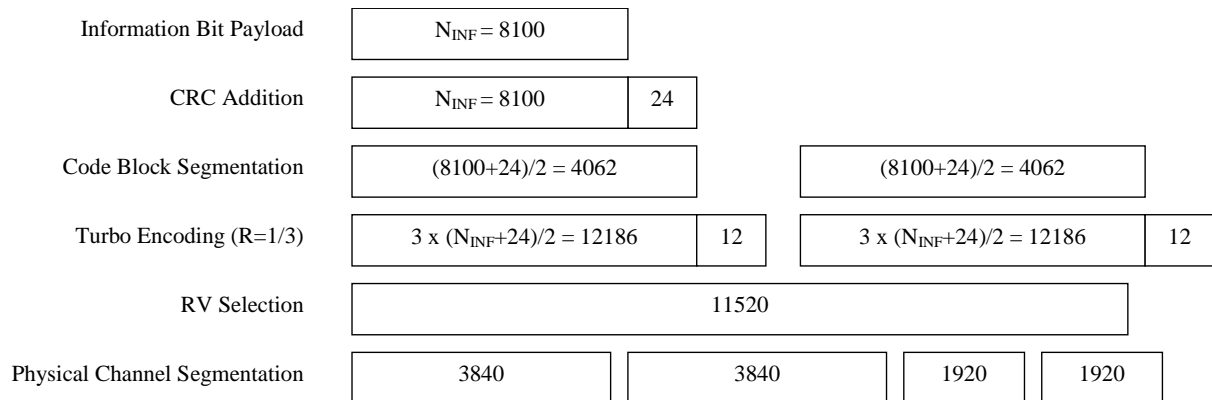 Information Bit Payload N_INF = 8100
CRC Addition N_INF = 8100 24
Code Block Segmentation (8100+24)/2 = 4062 (8100+24)/2 = 4062
Turbo Encoding (R=1/3) 3 x (N_INF+24)/2 = 12186 12 3 x (N_INF+24)/2 = 12186 12
RV Selection 11520
Physical Channel Segmentation 3840 3840 1920 1920